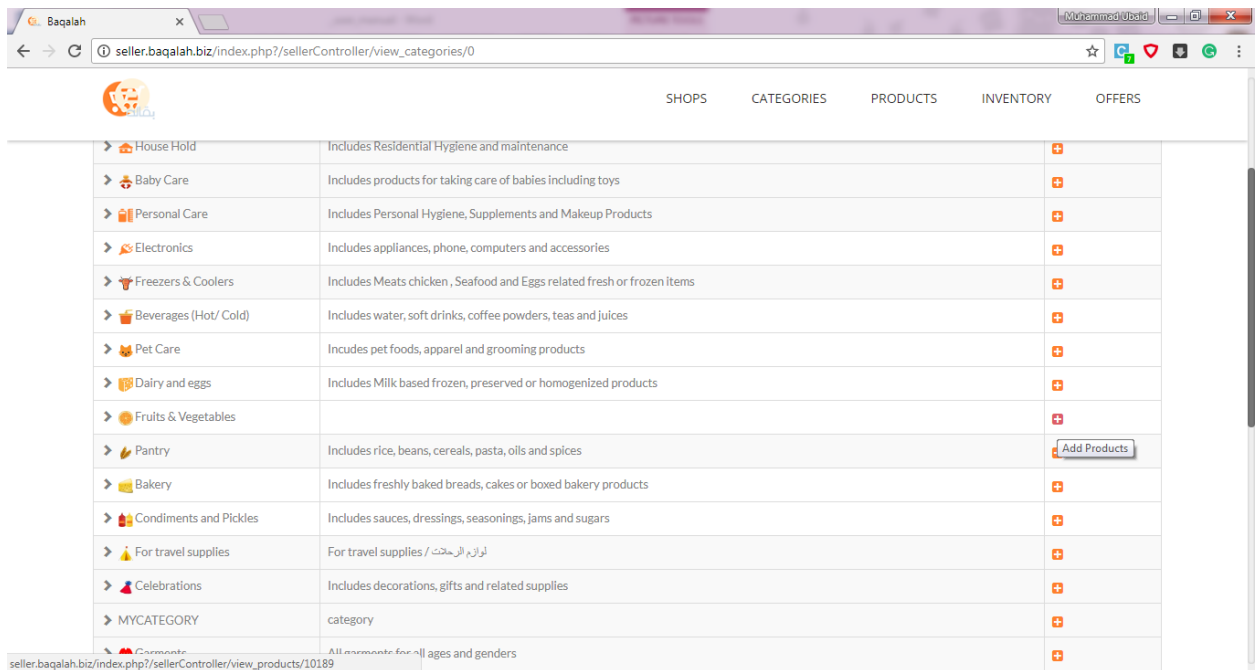 Baqalah
Muhammad Ubaid
seller.baqalah.biz/index.php?/sellerController/view_categories/0
7
SHOPS CATEGORIES PRODUCTS INVENTORY OFFERS
House Hold Includes Residential Hygiene and maintenance
Baby Care Includes products for taking care of babies including toys
Personal Care Includes Personal Hygiene, Supplements and Makeup Products
Electronics Includes appliances, phone, computers and accessories
Freezers & Coolers Includes Meats chicken , Seafood and Eggs related fresh or frozen items
Beverages (Hot/ Cold) Includes water, soft drinks, coffee powders, teas and juices
Pet Care Incudes pet foods, apparel and grooming products
Dairy and eggs Includes Milk based frozen, preserved or homogenized products
Fruits & Vegetables
Pantry Includes rice, beans, cereals, pasta, oils and spices
Add Products
Bakery Includes freshly baked breads, cakes or boxed bakery products
Condiments and Pickles Includes sauces, dressings, seasonings, jams and sugars
For travel supplies For travel supplies / لوازم الرحلات
Celebrations Includes decorations, gifts and related supplies
MYCATEGORY category
Garments All garments for all ages and genders
seller.baqalah.biz/index.php?/sellerController/view_products/10189